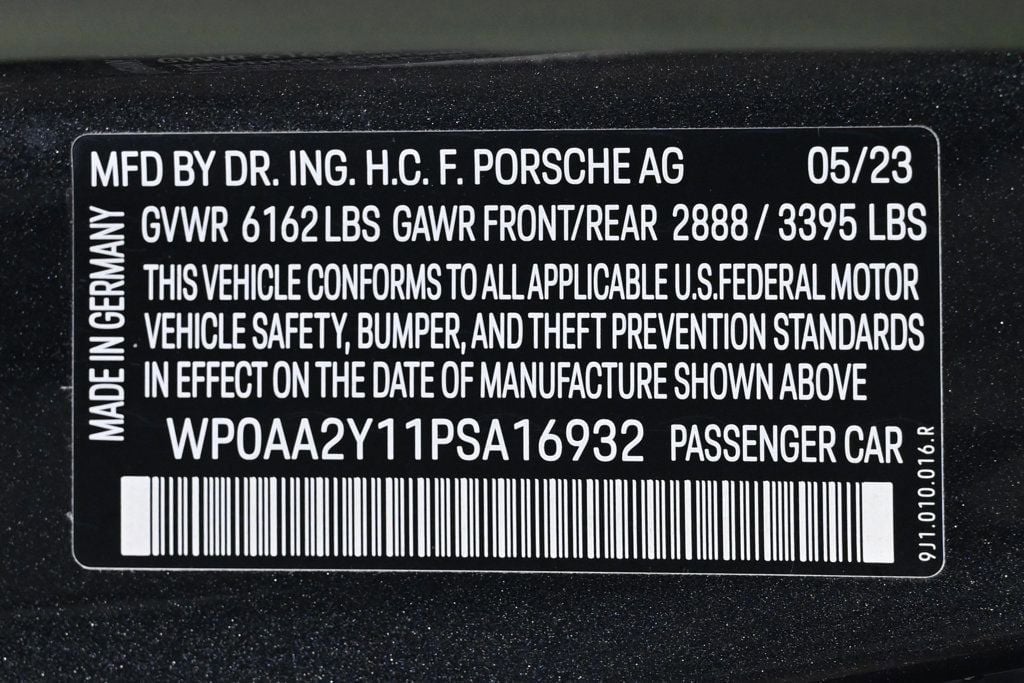 MFD BY DR. ING. H.C. F. PORSCHE AG 05/23
GVWR 6162 LBS GAWR FRONT/REAR 2888 / 3395 LBS
THIS VEHICLE CONFORMS TO ALL APPLICABLE U.S.FEDERAL MOTOR
VEHICLE SAFETY, BUMPER, AND THEFT PREVENTION STANDARDS
IN EFFECT ON THE DATE OF MANUFACTURE SHOWN ABOVE
WP0AA2Y11PSA16932 PASSENGER CAR
MADE IN GERMANY
9J1.010.016.R